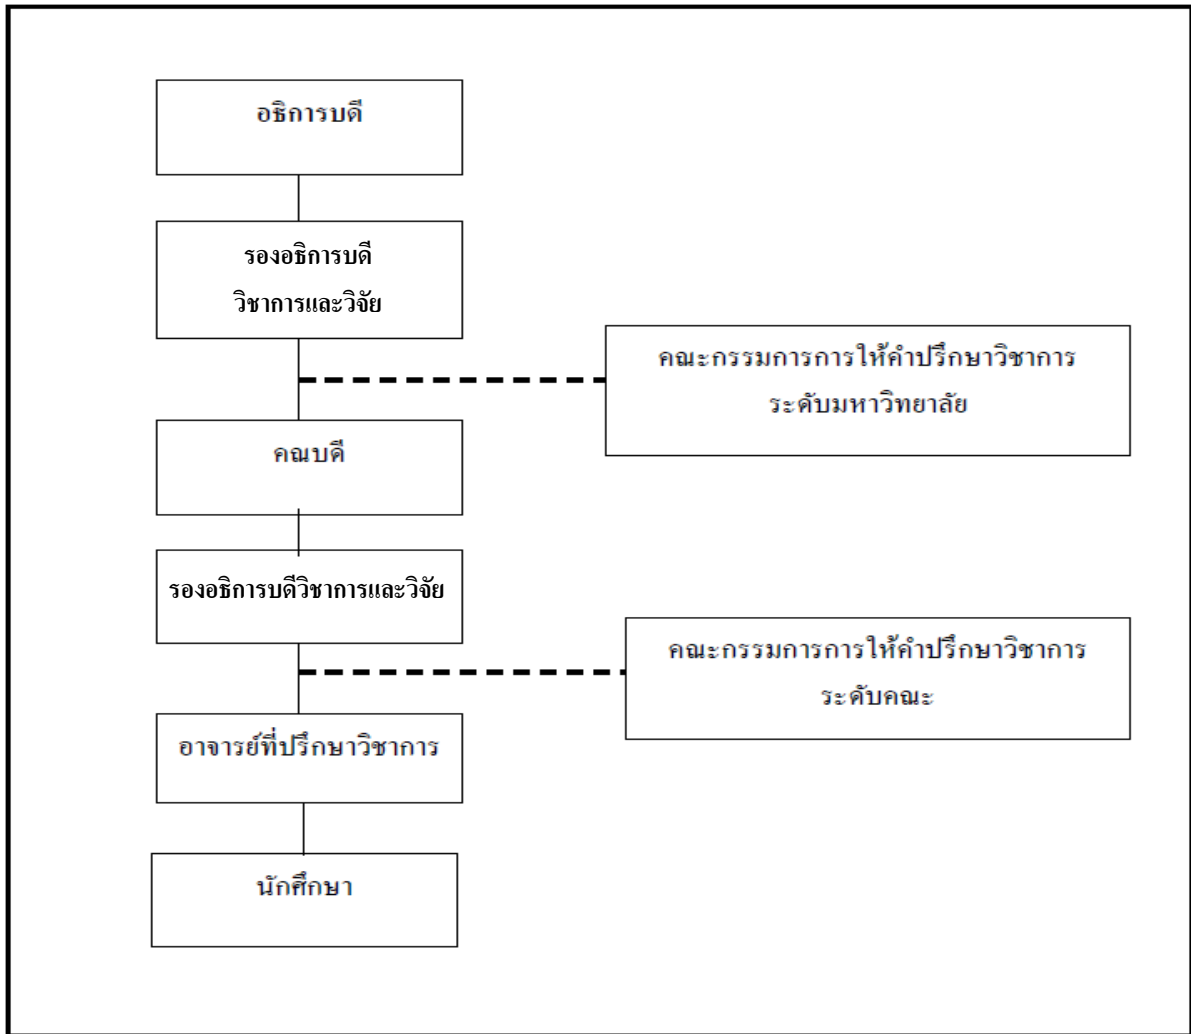 อธิการบดี
รองอธิการบดี
วิชาการและวิจัย
คณะกรรมการการให้คำปรึกษาวิชาการ
ระดับมหาวิทยาลัย
คณบดี
รองอธิการบดีวิชาการและวิจัย
คณะกรรมการการให้คำปรึกษาวิชาการ
ระดับคณะ
อาจารย์ที่ปรึกษาวิชาการ
นักศึกษา